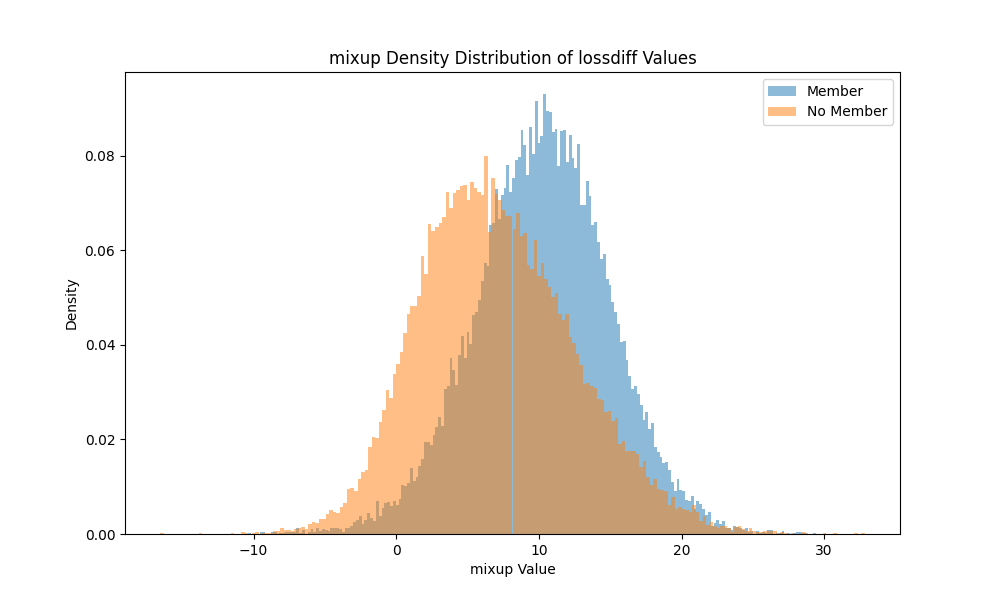 mixup Density Distribution of lossdiff Values
Member
No Member
Density
0.08
0.06
0.04
0.02
0.00
−10
0
10
20
30
mixup Value